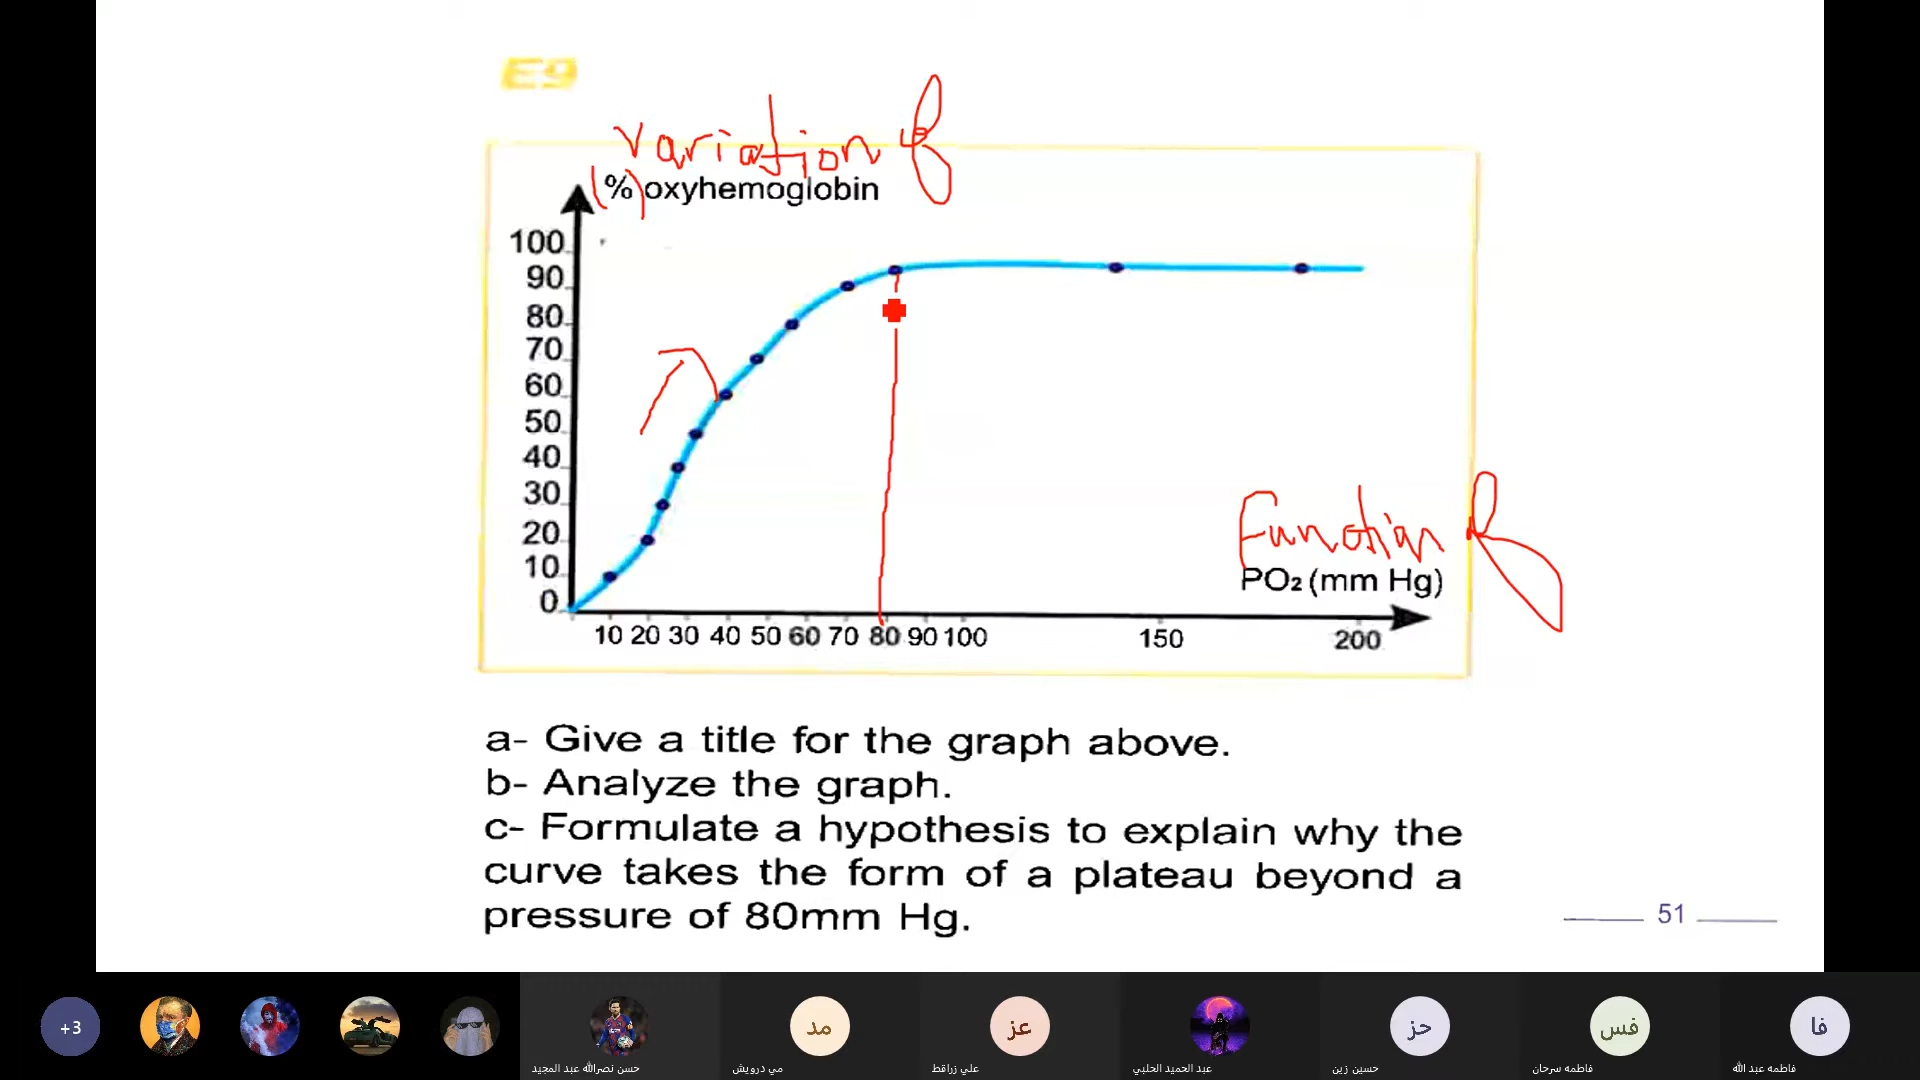 E9
variation of
(%) oxyhemoglobin
100
90
80
70
60
50
40
30
20
10
0
Function of
PO₂ (mm Hg)
10 20 30 40 50 60 70 80 90 100 150 200
a- Give a title for the graph above.
b- Analyze the graph.
c- Formulate a hypothesis to explain why the
curve takes the form of a plateau beyond a
pressure of 80mm Hg.
51
+3 مد عز حز فس فا
حسن نصرالله عبد المجيد مي درويش علي زراقط عبد الحميد الحلبي حسين زين فاطمه سرحان فاطمه عبد الله